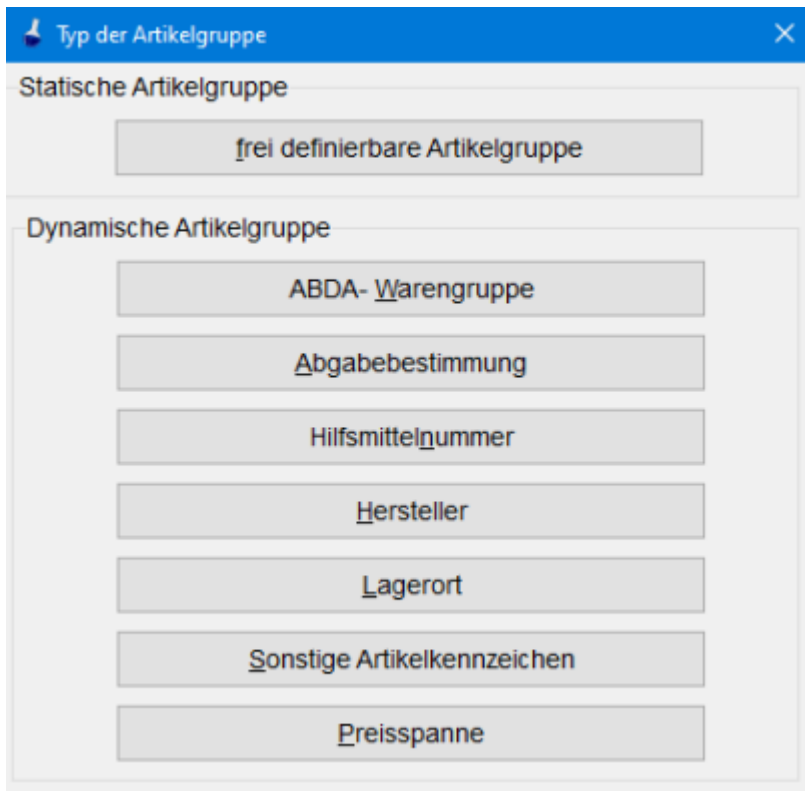 Typ der Artikelgruppe
Statische Artikelgruppe
frei definierbare Artikelgruppe
Dynamische Artikelgruppe
ABDA- Warengruppe
Abgabebestimmung
Hilfsmittelnummer
Hersteller
Lagerort
Sonstige Artikelkennzeichen
Preisspanne